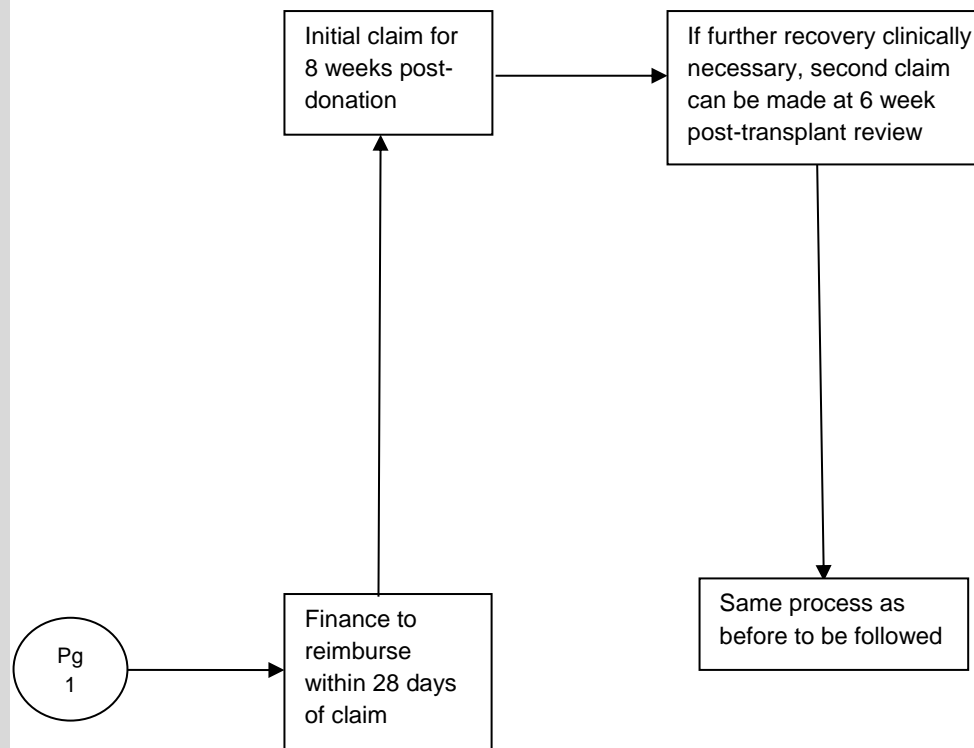 Initial claim for
8 weeks post-
donation
If further recovery clinically
necessary, second claim
can be made at 6 week
post-transplant review
Same process as
before to be followed
Pg
1
Finance to
reimburse
within 28 days
of claim